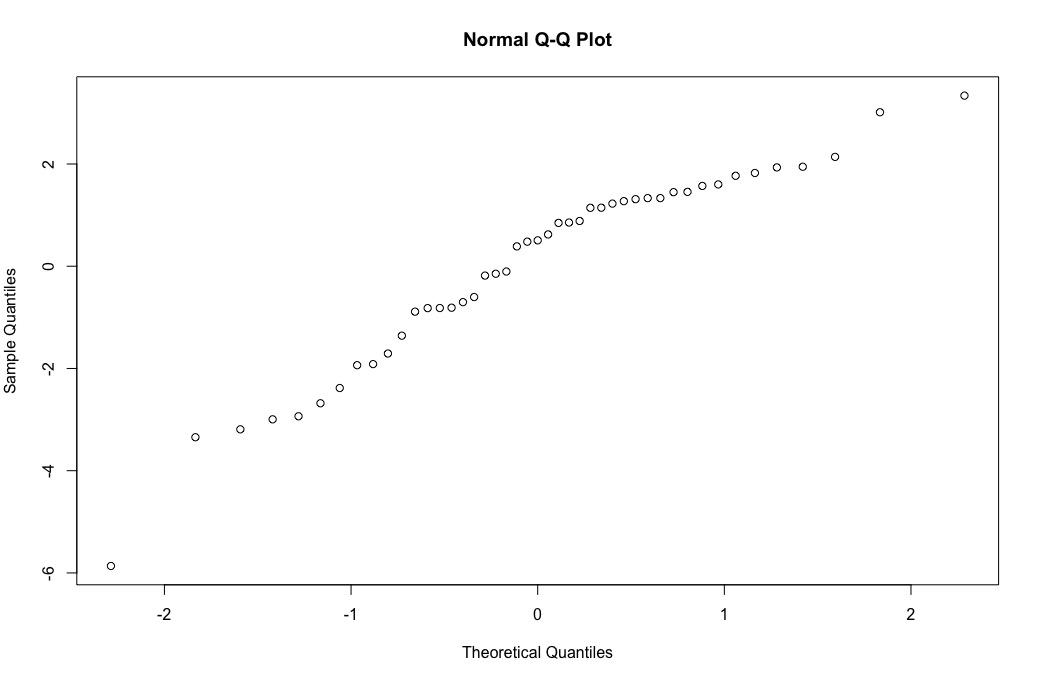 Normal Q-Q Plot
2
0
-2
-4
-6
Sample Quantiles
-2 -1 0 1 2
Theoretical Quantiles